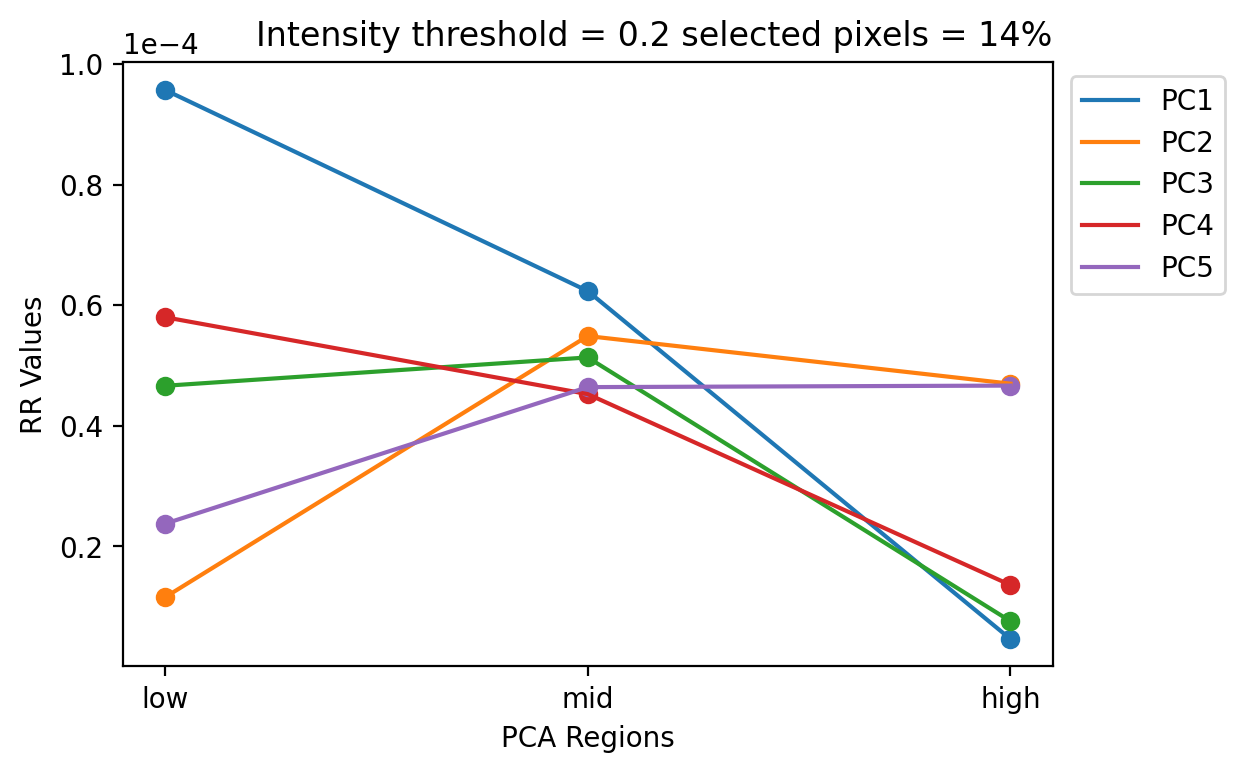 Intensity threshold = 0.2 selected pixels = 14%
1e−4
1.0
0.8
0.6
0.4
0.2
RR Values
low
mid
high
PCA Regions
PC1
PC2
PC3
PC4
PC5